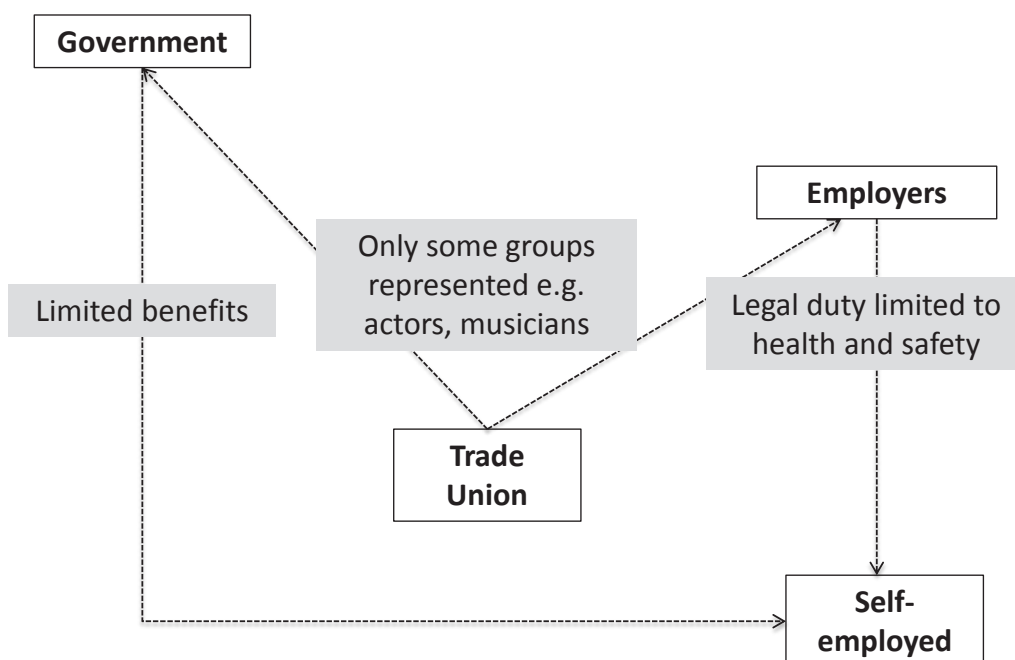 Government
Employers
Only some groups
represented e.g.
actors, musicians
Limited benefits
Legal duty limited to
health and safety
Trade
Union
Self-
employed